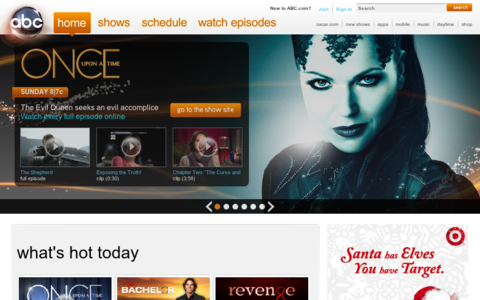 New to ABC.com? Join | Sign in search
abc home shows schedule watch episodes
oscar.com new shows apps mobile music daytime shop
ONCE
UPON A TIME
SUNDAY 8|7c
The Evil Queen seeks an evil accomplice
Watch every full episode online
go to the show site
The Shepherd
full episode
Exposing the Truth!
clip (0:30)
Chapter Two: "The Curse and
clip (3:58)
what's hot today
Santa has Elves
You have Target.
ONCE
UPON A TIME
THE
BACHELOR
revenge